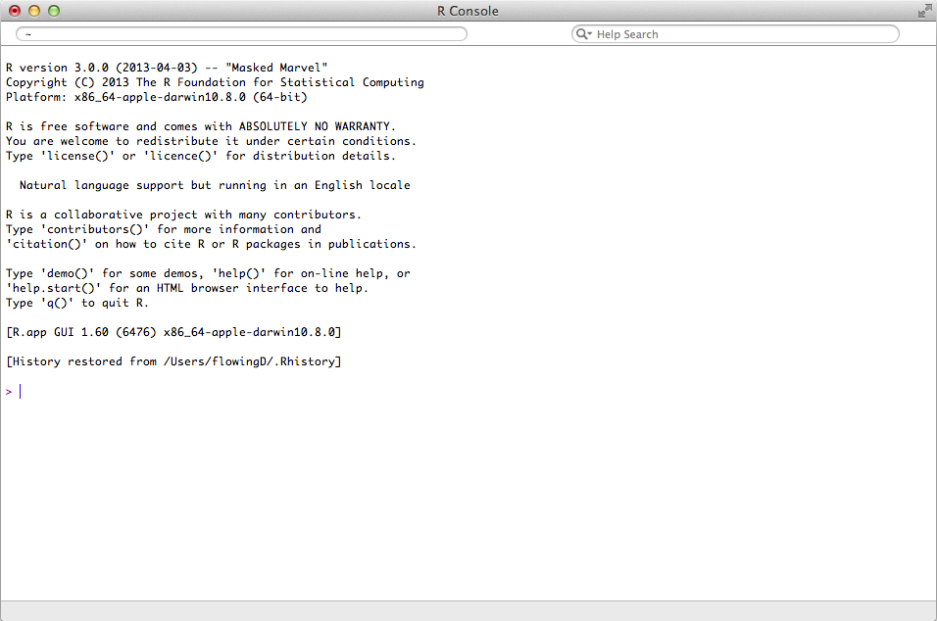 R Console
~
Help Search
R version 3.0.0 (2013-04-03) -- "Masked Marvel"
Copyright (C) 2013 The R Foundation for Statistical Computing
Platform: x86_64-apple-darwin10.8.0 (64-bit)
R is free software and comes with ABSOLUTELY NO WARRANTY.
You are welcome to redistribute it under certain conditions.
Type 'license()' or 'licence()' for distribution details.
Natural language support but running in an English locale
R is a collaborative project with many contributors.
Type 'contributors()' for more information and
'citation()' on how to cite R or R packages in publications.
Type 'demo()' for some demos, 'help()' for on-line help, or
'help.start()' for an HTML browser interface to help.
Type 'q()' to quit R.
[R.app GUI 1.60 (6476) x86_64-apple-darwin10.8.0]
[History restored from /Users/flowingD/.Rhistory]
>